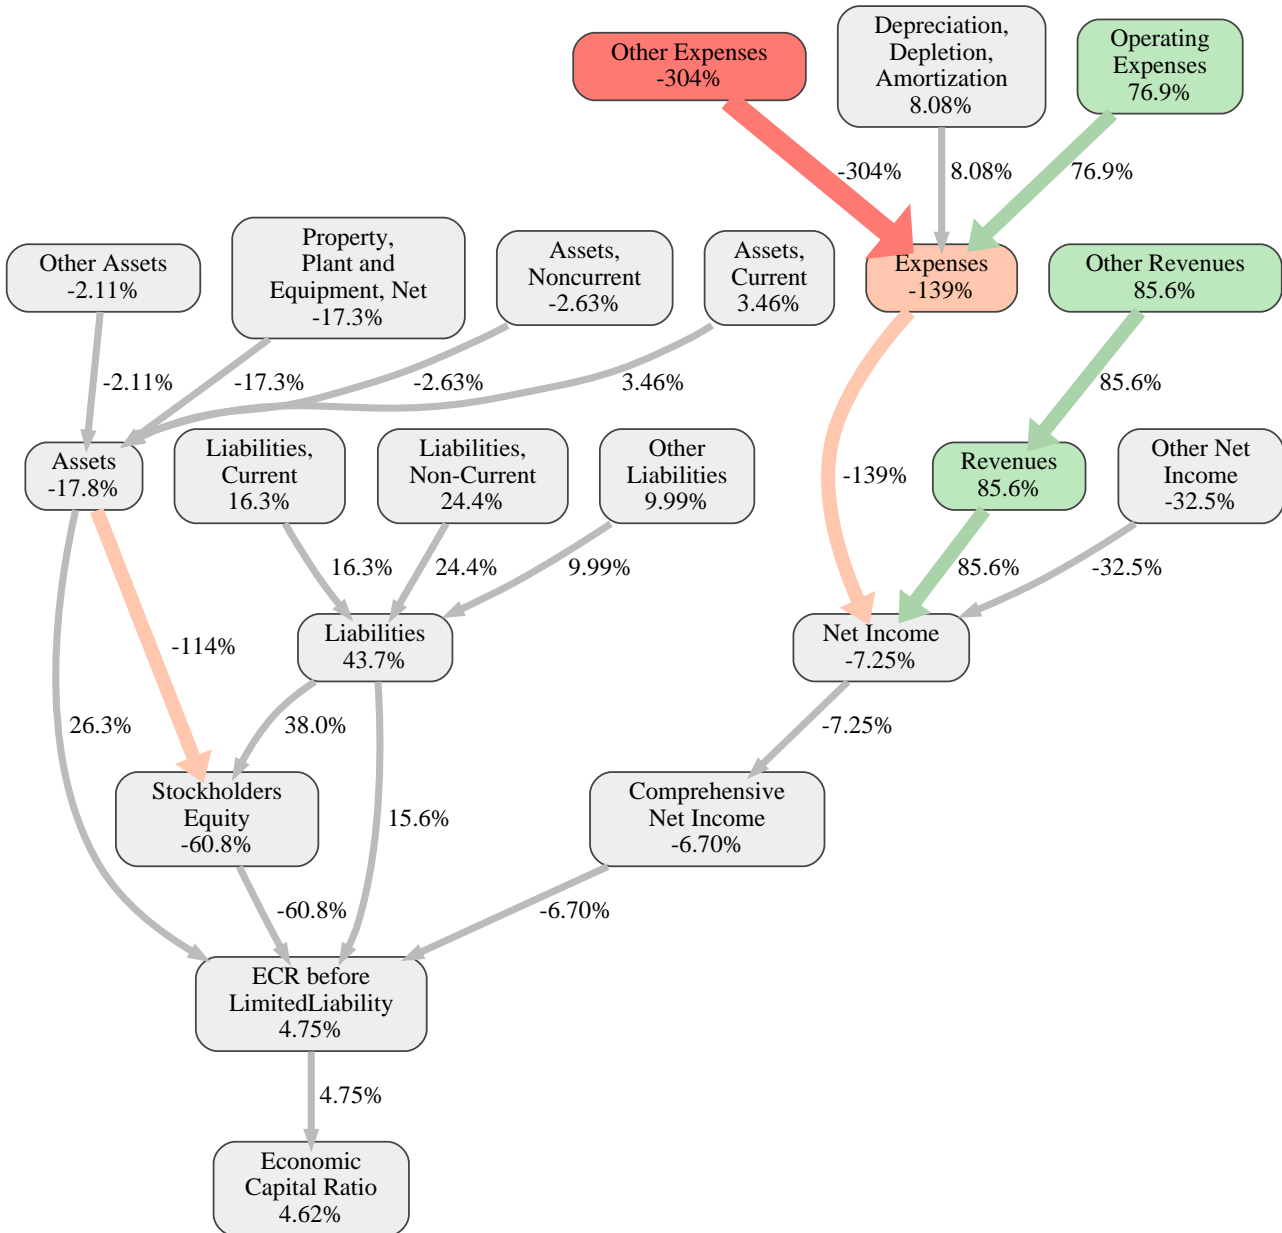 Other Expenses
-304%
Depreciation,
Depletion,
Amortization
8.08%
Operating
Expenses
76.9%
-304%
8.08%
76.9%
Other Assets
-2.11%
Property,
Plant and
Equipment, Net
-17.3%
Assets,
Noncurrent
-2.63%
Assets,
Current
3.46%
Expenses
-139%
Other Revenues
85.6%
-2.11%
-17.3%
-2.63%
3.46%
85.6%
Assets
-17.8%
Liabilities,
Current
16.3%
Liabilities,
Non-Current
24.4%
Other
Liabilities
9.99%
-139%
Revenues
85.6%
Other Net
Income
-32.5%
16.3%
24.4%
9.99%
85.6%
-32.5%
-114%
Liabilities
43.7%
Net Income
-7.25%
26.3%
38.0%
-7.25%
Stockholders
Equity
-60.8%
15.6%
Comprehensive
Net Income
-6.70%
-60.8%
-6.70%
ECR before
LimitedLiability
4.75%
4.75%
Economic
Capital Ratio
4.62%